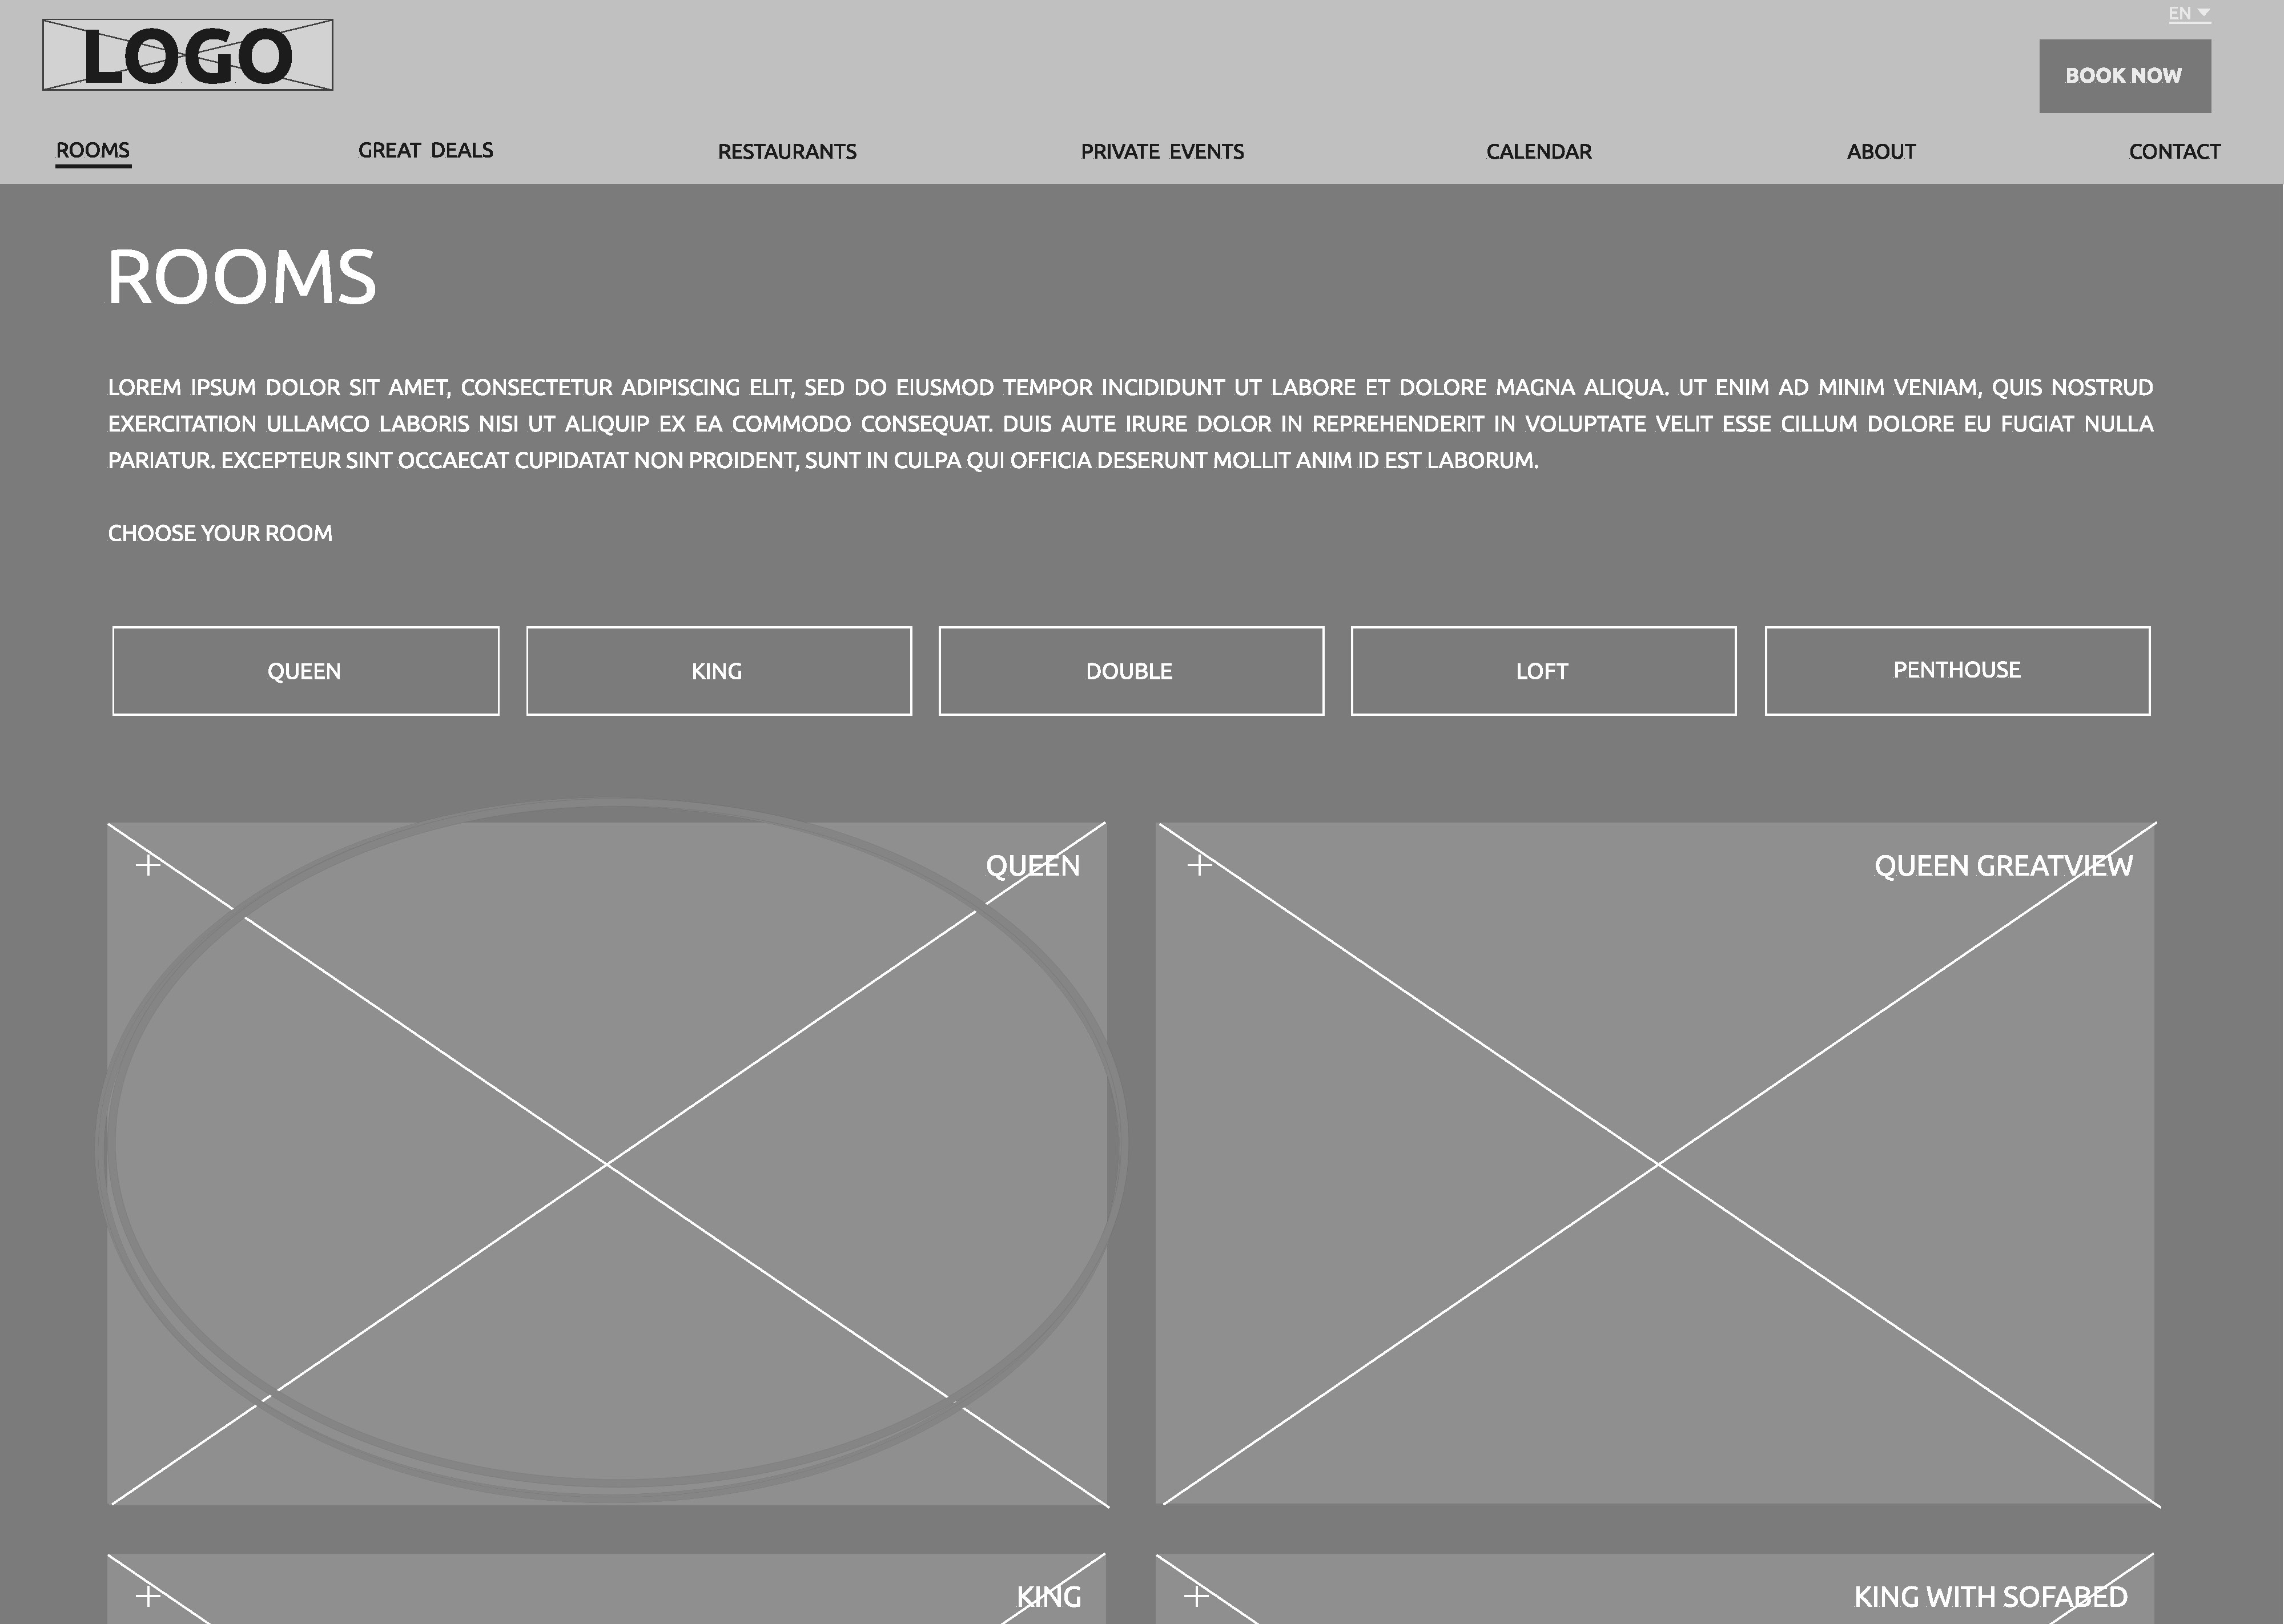 LOGO
EN
BOOK NOW
ROOMS GREAT DEALS RESTAURANTS PRIVATE EVENTS CALENDAR ABOUT CONTACT
ROOMS
LOREM IPSUM DOLOR SIT AMET, CONSECTETUR ADIPISCING ELIT, SED DO EIUSMOD TEMPOR INCIDIDUNT UT LABORE ET DOLORE MAGNA ALIQUA. UT ENIM AD MINIM VENIAM, QUIS NOSTRUD
EXERCITATION ULLAMCO LABORIS NISI UT ALIQUIP EX EA COMMODO CONSEQUAT. DUIS AUTE IRURE DOLOR IN REPREHENDERIT IN VOLUPTATE VELIT ESSE CILLUM DOLORE EU FUGIAT NULLA
PARIATUR. EXCEPTEUR SINT OCCAECAT CUPIDATAT NON PROIDENT, SUNT IN CULPA QUI OFFICIA DESERUNT MOLLIT ANIM ID EST LABORUM.
CHOOSE YOUR ROOM
QUEEN KING DOUBLE LOFT PENTHOUSE
+ QUEEN + QUEEN GREATVIEW
+ KING + KING WITH SOFABED